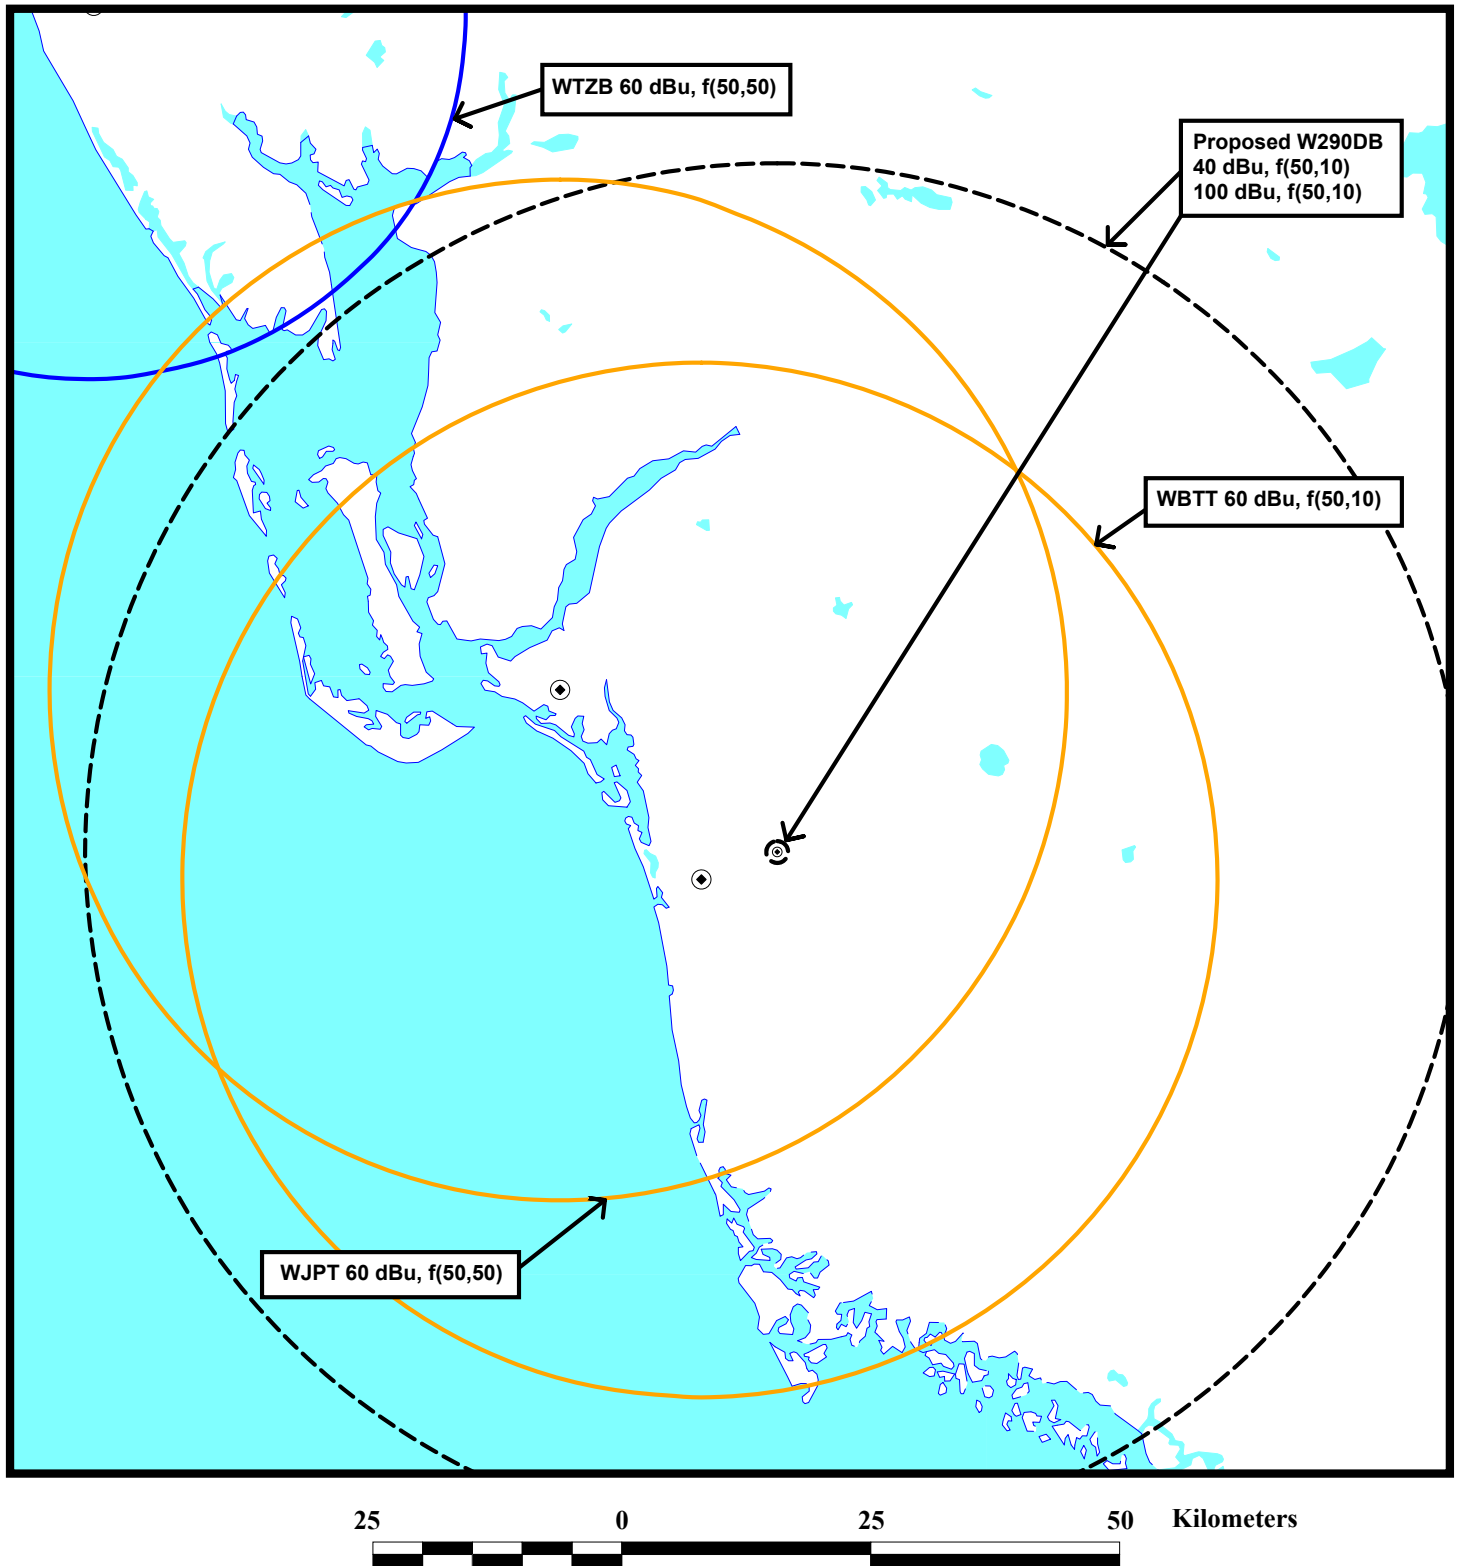 WTZB 60 dBu, f(50,50)
Proposed W290DB
40 dBu, f(50,10)
100 dBu, f(50,10)
WBTT 60 dBu, f(50,10)
WJPT 60 dBu, f(50,50)
25 0 25 50 Kilometers